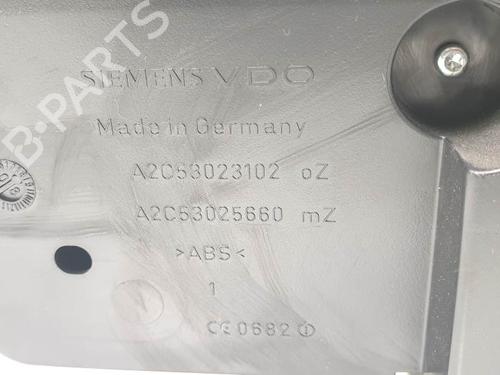 B-PARTS
SIEMENS VDO
Made in Germany
A2C53023102 oZ
A2C53025660 mZ
>ABS<
1
CE0682